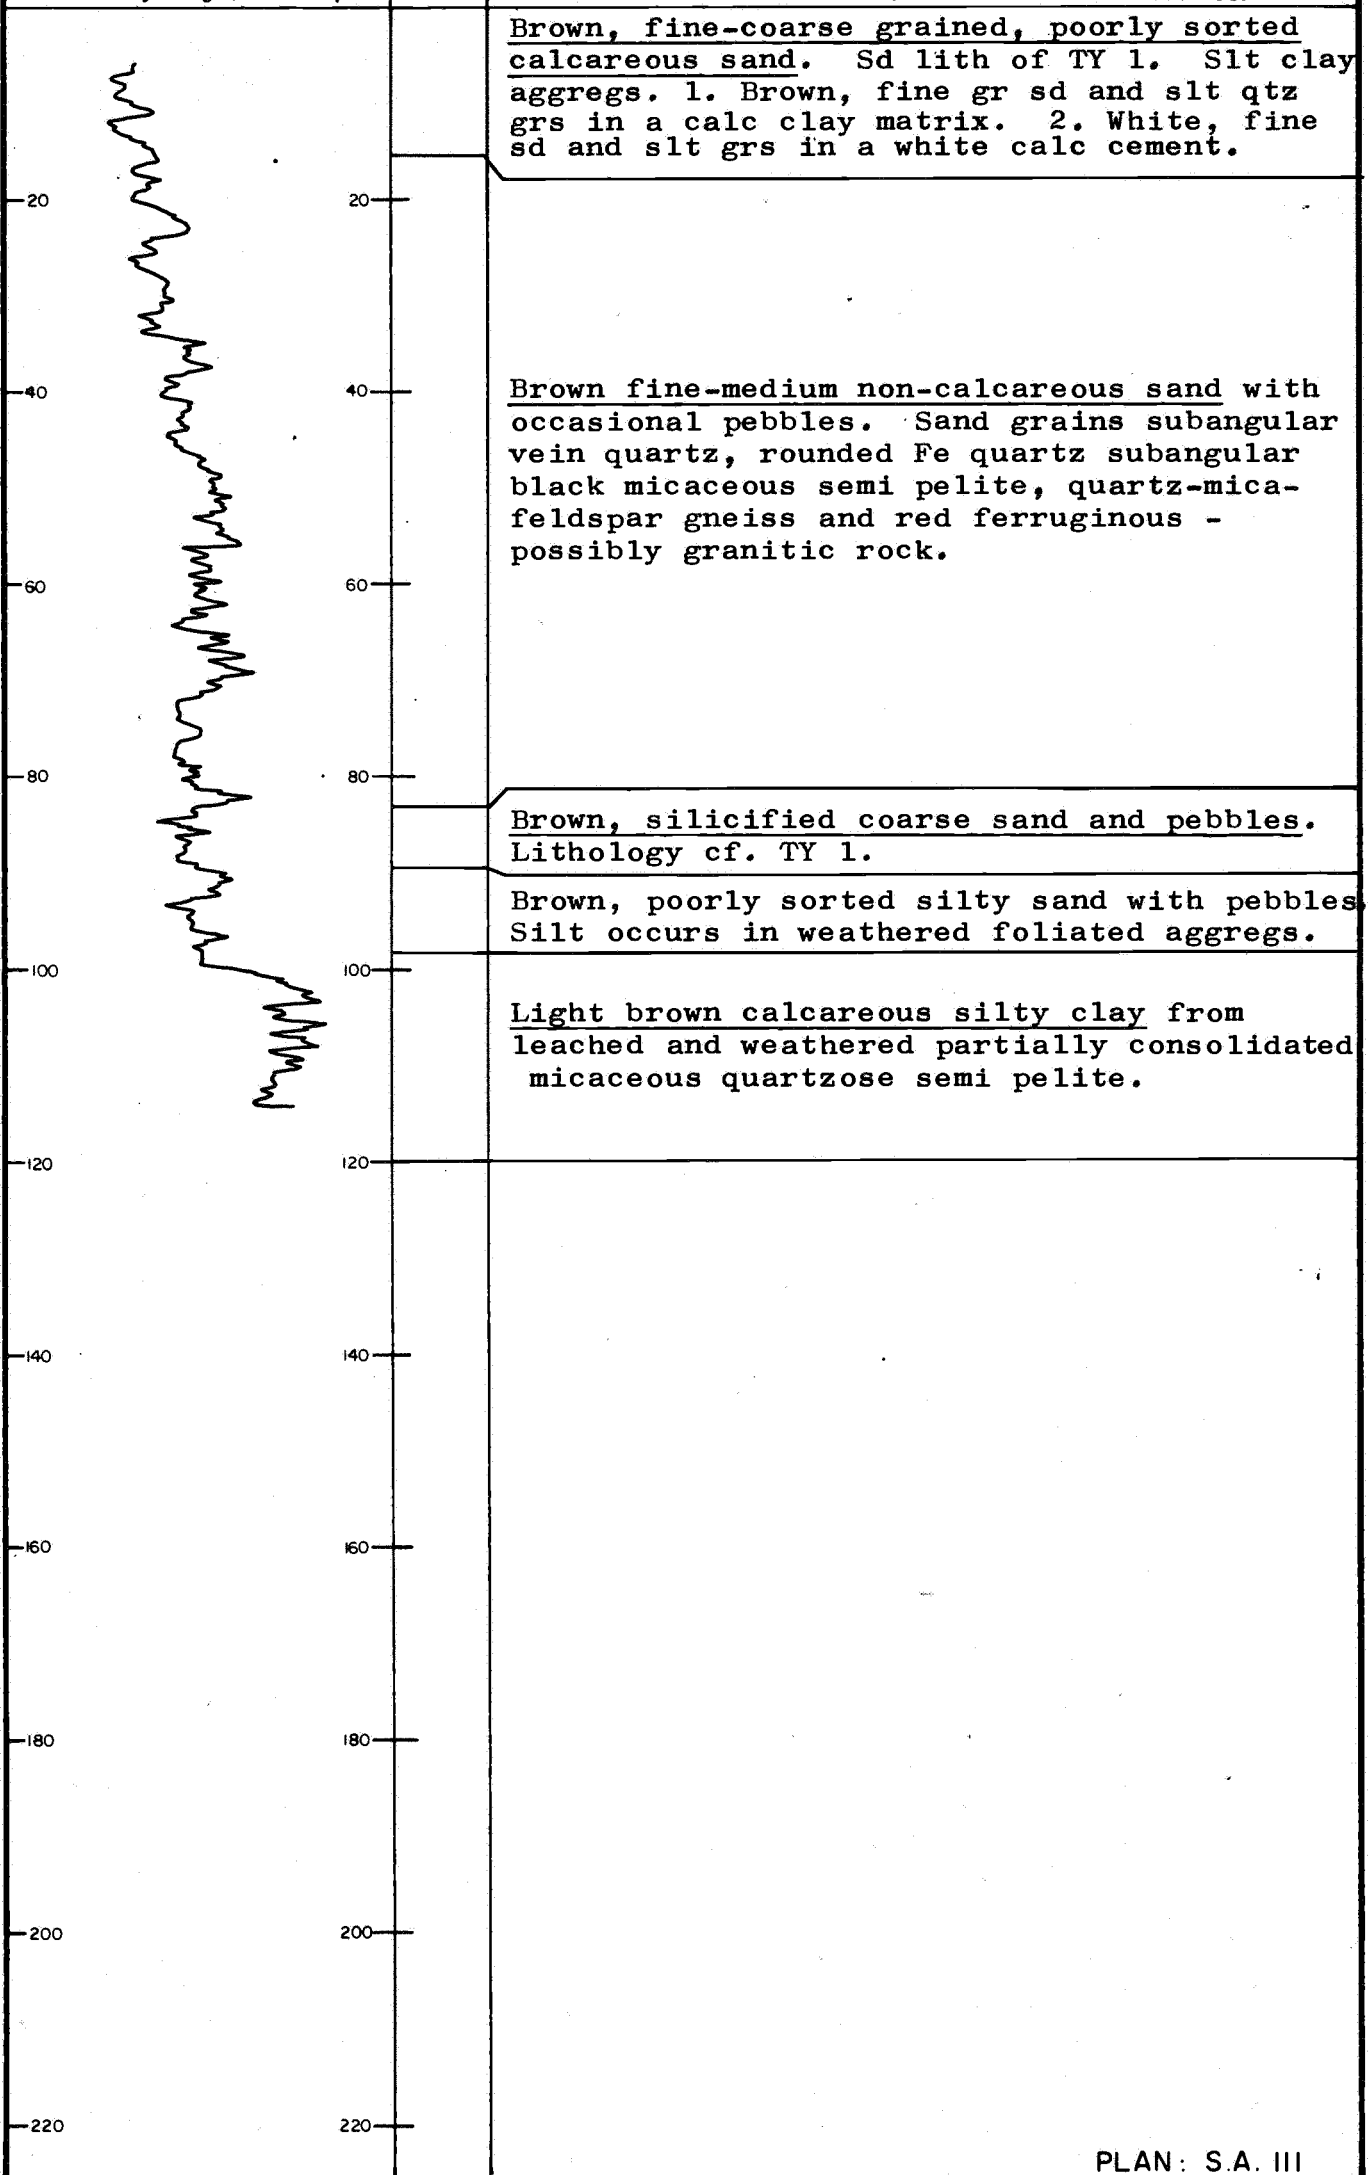 Brown, fine-coarse grained, poorly sorted
calcareous sand. Sd lith of TY 1. Slt clay
aggregs. 1. Brown, fine gr sd and slt qtz
grs in a calc clay matrix. 2. White, fine
sd and slt grs in a white calc cement.
20 20
40 40
Brown fine-medium non-calcareous sand with
occasional pebbles. Sand grains subangular
vein quartz, rounded Fe quartz subangular
black micaceous semi pelite, quartz-mica-
feldspar gneiss and red ferruginous -
possibly granitic rock.
60 60
80 80
Brown, silicified coarse sand and pebbles.
Lithology cf. TY 1.
Brown, poorly sorted silty sand with pebbles
Silt occurs in weathered foliated aggregs.
100 100
Light brown calcareous silty clay from
leached and weathered partially consolidated
micaceous quartzose semi pelite.
120 120
140 140
160 160
180 180
200 200
220 220
PLAN: S.A. III